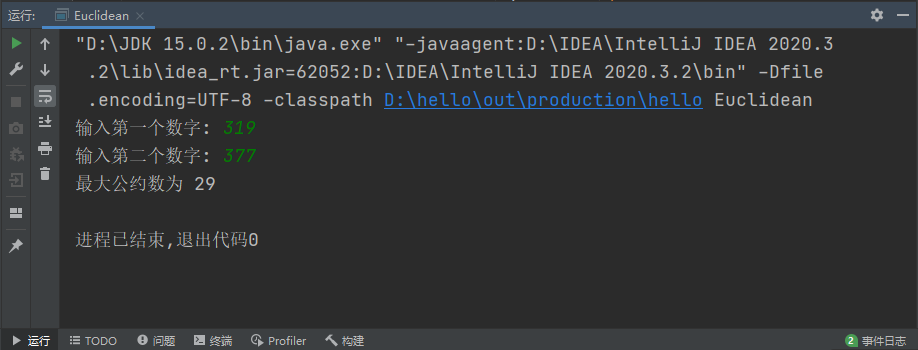 运行: Euclidean ×
"D:\JDK 15.0.2\bin\java.exe" "-javaagent:D:\IDEA\IntelliJ IDEA 2020.3
.2\lib\idea_rt.jar=62052:D:\IDEA\IntelliJ IDEA 2020.3.2\bin" -Dfile
.encoding=UTF-8 -classpath D:\hello\out\production\hello Euclidean
输入第一个数字: 319
输入第二个数字: 377
最大公约数为 29
进程已结束,退出代码0
运行 TODO 问题 终端 Profiler 构建 2 事件日志